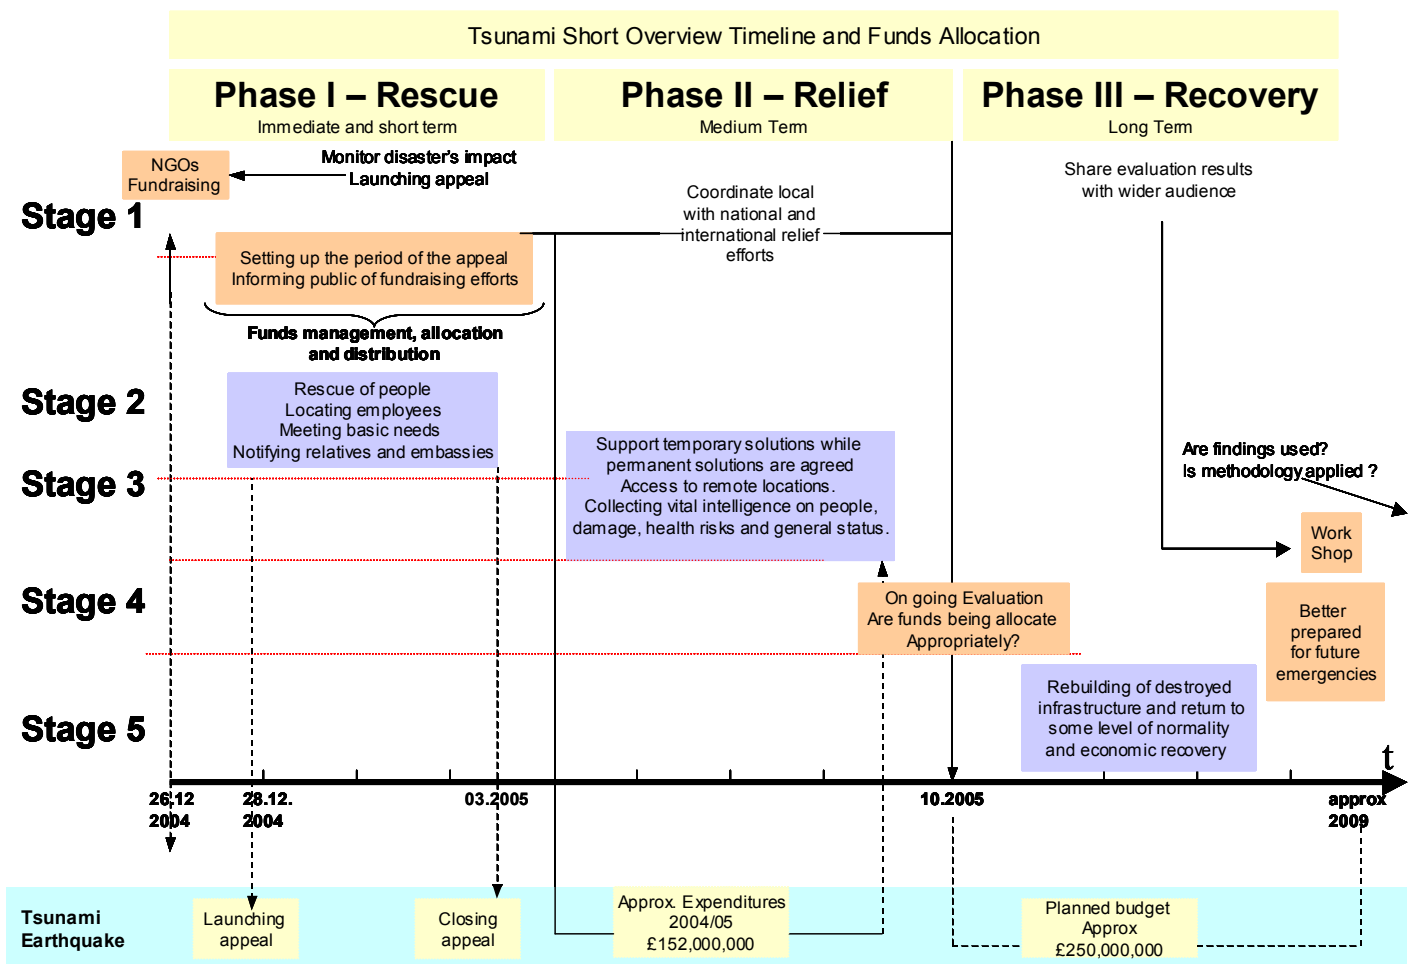 Tsunami Short Overview Timeline and Funds Allocation
Phase I – Rescue
Immediate and short term
Phase II – Relief
Medium Term
Phase III – Recovery
Long Term
NGOs
Fundraising
Monitor disaster's impact
Launching appeal
Coordinate local
with national and
international relief
efforts
Share evaluation results
with wider audience
Stage 1
Setting up the period of the appeal
Informing public of fundraising efforts
Funds management, allocation
and distribution
Stage 2
Rescue of people
Locating employees
Meeting basic needs
Notifying relatives and embassies
Stage 3
Support temporary solutions while
permanent solutions are agreed
Access to remote locations.
Collecting vital intelligence on people,
damage, health risks and general status.
Are findings used?
Is methodology applied ?
Work
Shop
Stage 4
On going Evaluation
Are funds being allocate
Appropriately?
Better
prepared
for future
emergencies
Stage 5
Rebuilding of destroyed
infrastructure and return to
some level of normality
and economic recovery
t
26.12
2004
28.12.
2004
03.2005
10.2005
approx
2009
Tsunami
Earthquake
Launching
appeal
Closing
appeal
Approx. Expenditures
2004/05
£152,000,000
Planned budget
Approx
£250,000,000